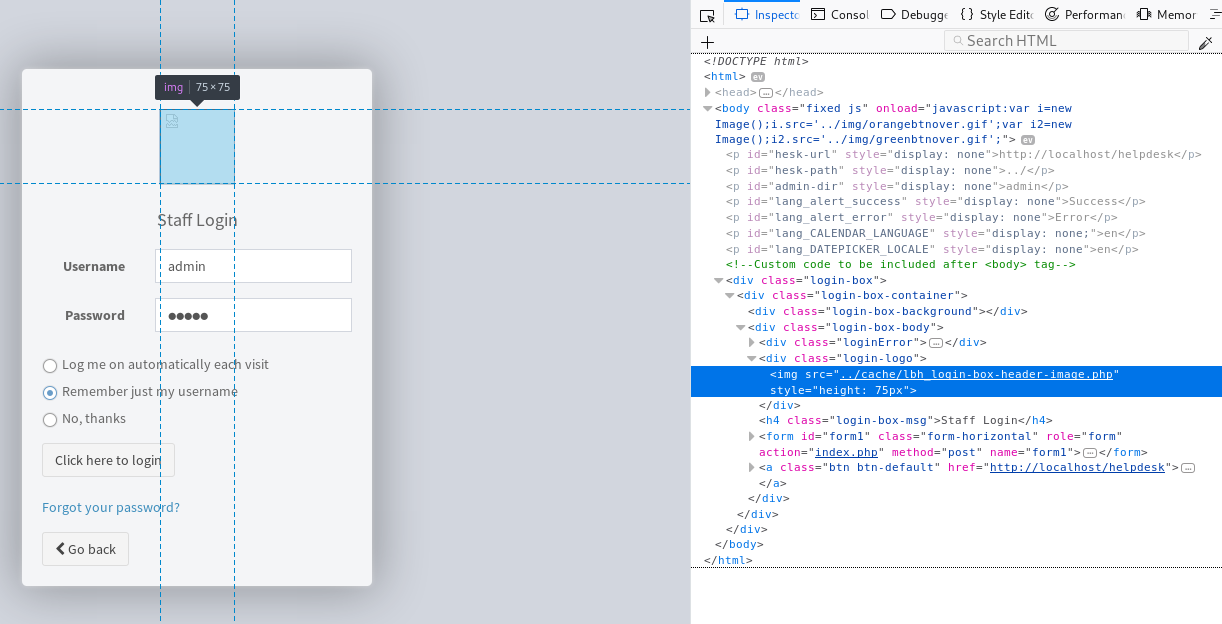 img 75×75
Staff Login
Username admin
Password ●●●●●
Log me on automatically each visit
Remember just my username
No, thanks
Click here to login
Forgot your password?
Go back
Inspecto Consol Debugge { } Style Edito Performan Memor
+ Search HTML
<!DOCTYPE html>
<html> ev
<head>…</head>
<body class="fixed js" onload="javascript:var i=new
Image();i.src='../img/orangebtnover.gif';var i2=new
Image();i2.src='../img/greenbtnover.gif';"> ev
<p id="hesk-url" style="display: none">http://localhost/helpdesk</p>
<p id="hesk-path" style="display: none">../</p>
<p id="admin-dir" style="display: none">admin</p>
<p id="lang_alert_success" style="display: none">Success</p>
<p id="lang_alert_error" style="display: none">Error</p>
<p id="lang_CALENDAR_LANGUAGE" style="display: none;">en</p>
<p id="lang_DATEPICKER_LOCALE" style="display: none">en</p>
<!--Custom code to be included after <body> tag-->
<div class="login-box">
<div class="login-box-container">
<div class="login-box-background"></div>
<div class="login-box-body">
<div class="loginError">…</div>
<div class="login-logo">
<img src="../cache/lbh_login-box-header-image.php"
style="height: 75px">
</div>
<h4 class="login-box-msg">Staff Login</h4>
<form id="form1" class="form-horizontal" role="form"
action="index.php" method="post" name="form1">…</form>
<a class="btn btn-default" href="http://localhost/helpdesk">…
</a>
</div>
</div>
</div>
</body>
</html>